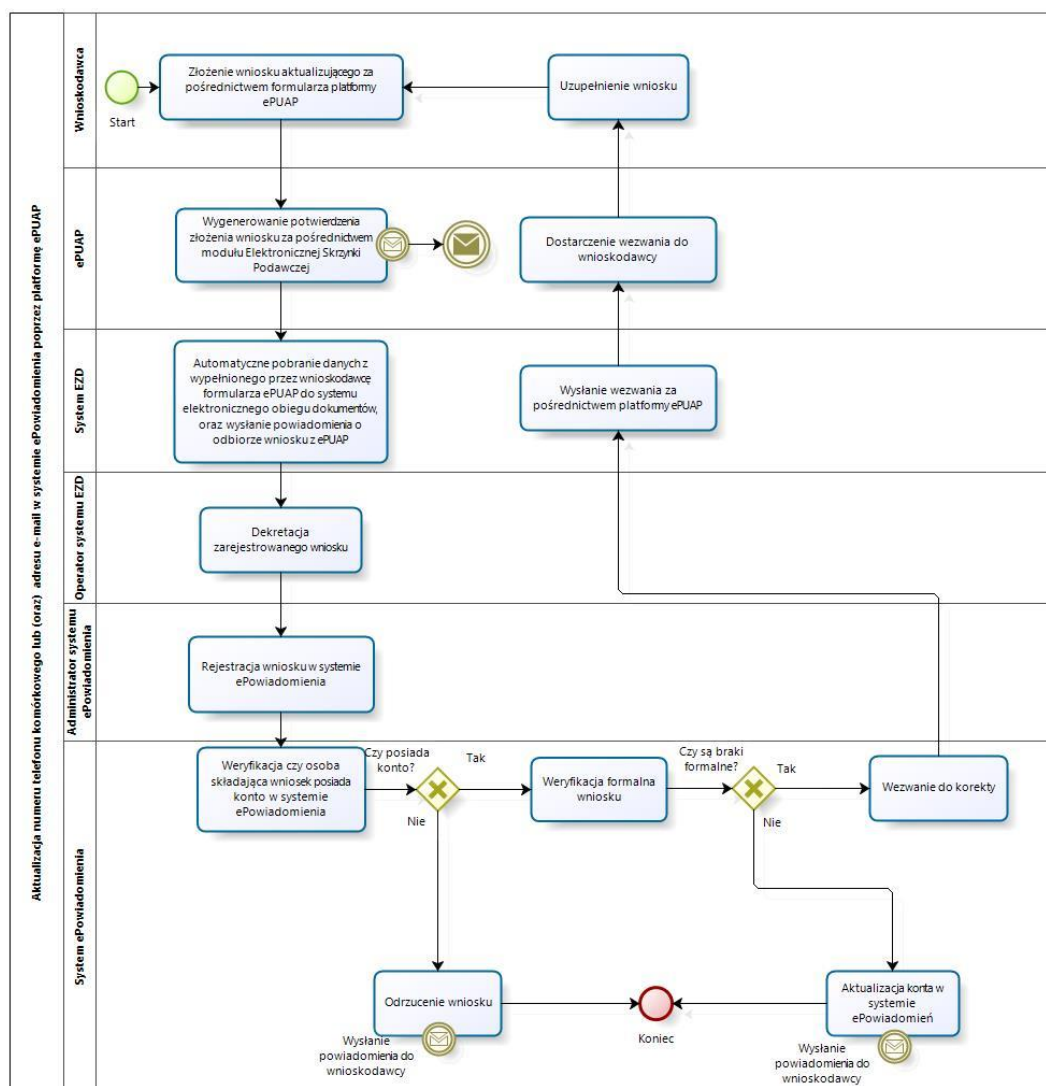 Aktualizacja numeru telefonu komórkowego lub (oraz) adresu e-mail w systemie ePowiadomienia poprzez platformę ePUAP
Wnioskodawca
Start
Złożenie wniosku aktualizującego za
pośrednictwem formularza platformy
ePUAP
Uzupełnienie wniosku
ePUAP
Wygenerowanie potwierdzenia
złożenia wniosku za pośrednictwem
modułu Elektronicznej Skrzynki
Podawczej
Dostarczenie wezwania do
wnioskodawcy
System EZD
Automatyczne pobranie danych z
wypełnionego przez wnioskodawcę
formularza ePUAP do systemu
elektronicznego obiegu dokumentów,
oraz wysłanie powiadomienia o
odbiorze wniosku z ePUAP
Wysłanie wezwania za
pośrednictwem platformy ePUAP
Operator systemu EZD
Dekretacja
zarejestrowanego wniosku
Administrator systemu
ePowiadomienia
Rejestracja wniosku w systemie
ePowiadomienia
System ePowiadomienia
Weryfikacja czy osoba
składająca wniosek posiada
konto w systemie
ePowiadomienia
Czy posiada
konto?
Tak
Nie
Weryfikacja formalna
wniosku
Czy są braki
formalne?
Tak
Nie
Wezwanie do korekty
Odrzucenie wniosku
Wysłanie
powiadomienia do
wnioskodawcy
Koniec
Aktualizacja konta w
systemie
ePowiadomień
Wysłanie
powiadomienia do
wnioskodawcy